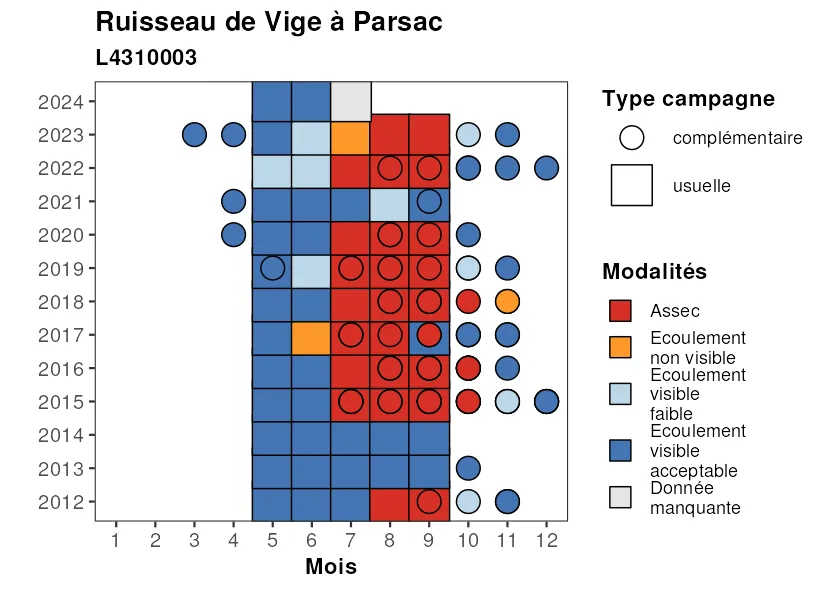 Ruisseau de Vige à Parsac
L4310003
2024
2023
2022
2021
2020
2019
2018
2017
2016
2015
2014
2013
2012
1 2 3 4 5 6 7 8 9 10 11 12
Mois
Type campagne
complémentaire
usuelle
Modalités
Assec
Ecoulement
non visible
Ecoulement
visible
faible
Ecoulement
visible
acceptable
Donnée
manquante